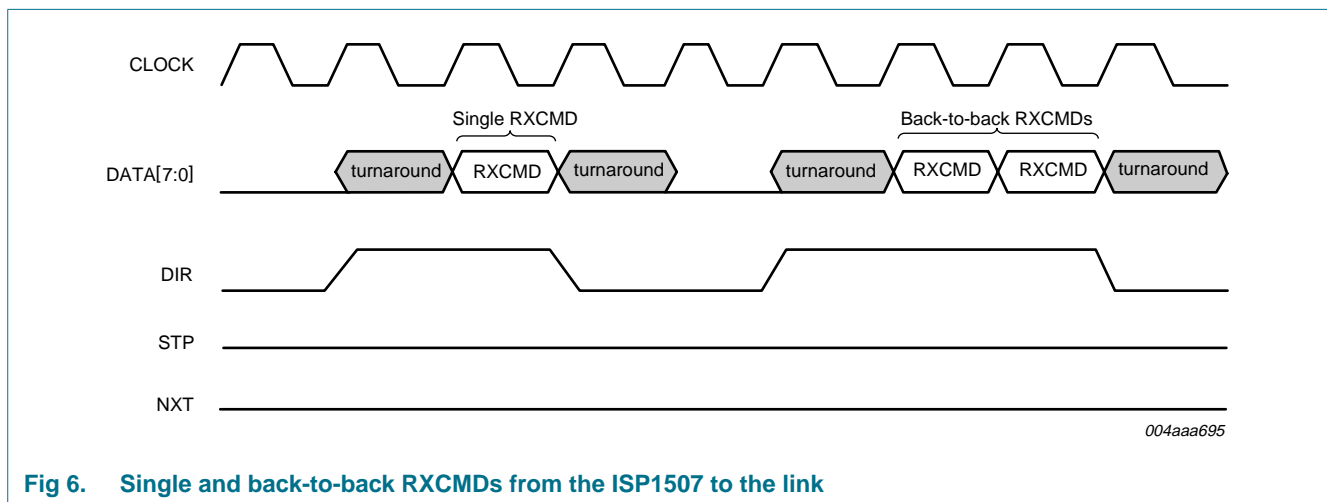 CLOCK
Single RXCMD
Back-to-back RXCMDs
DATA[7:0]
turnaround
RXCMD
turnaround
turnaround
RXCMD
RXCMD
turnaround
DIR
STP
NXT
004aaa695
Fig 6. Single and back-to-back RXCMDs from the ISP1507 to the link